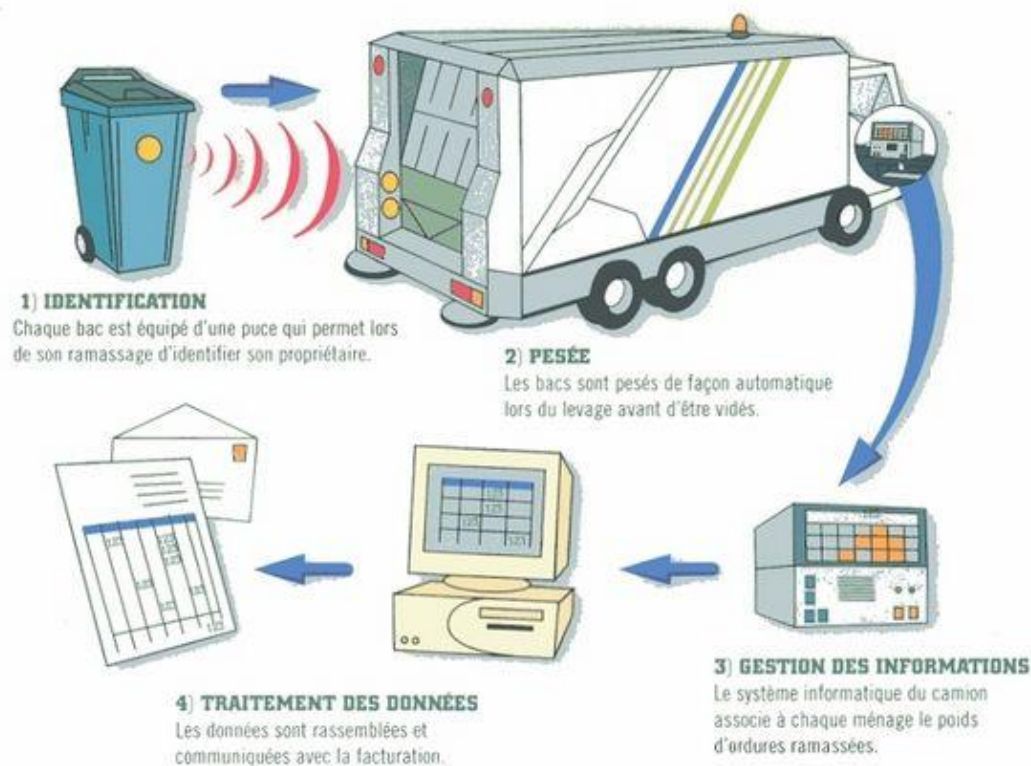 1) IDENTIFICATION
Chaque bac est équipé d'une puce qui permet lors
de son ramassage d'identifier son propriétaire.
2) PESÉE
Les bacs sont pesés de façon automatique
lors du levage avant d'être vidés.
3) GESTION DES INFORMATIONS
Le système informatique du camion
associe à chaque ménage le poids
d'ordures ramassées.
4) TRAITEMENT DES DONNÉES
Les données sont rassemblées et
communiquées avec la facturation.